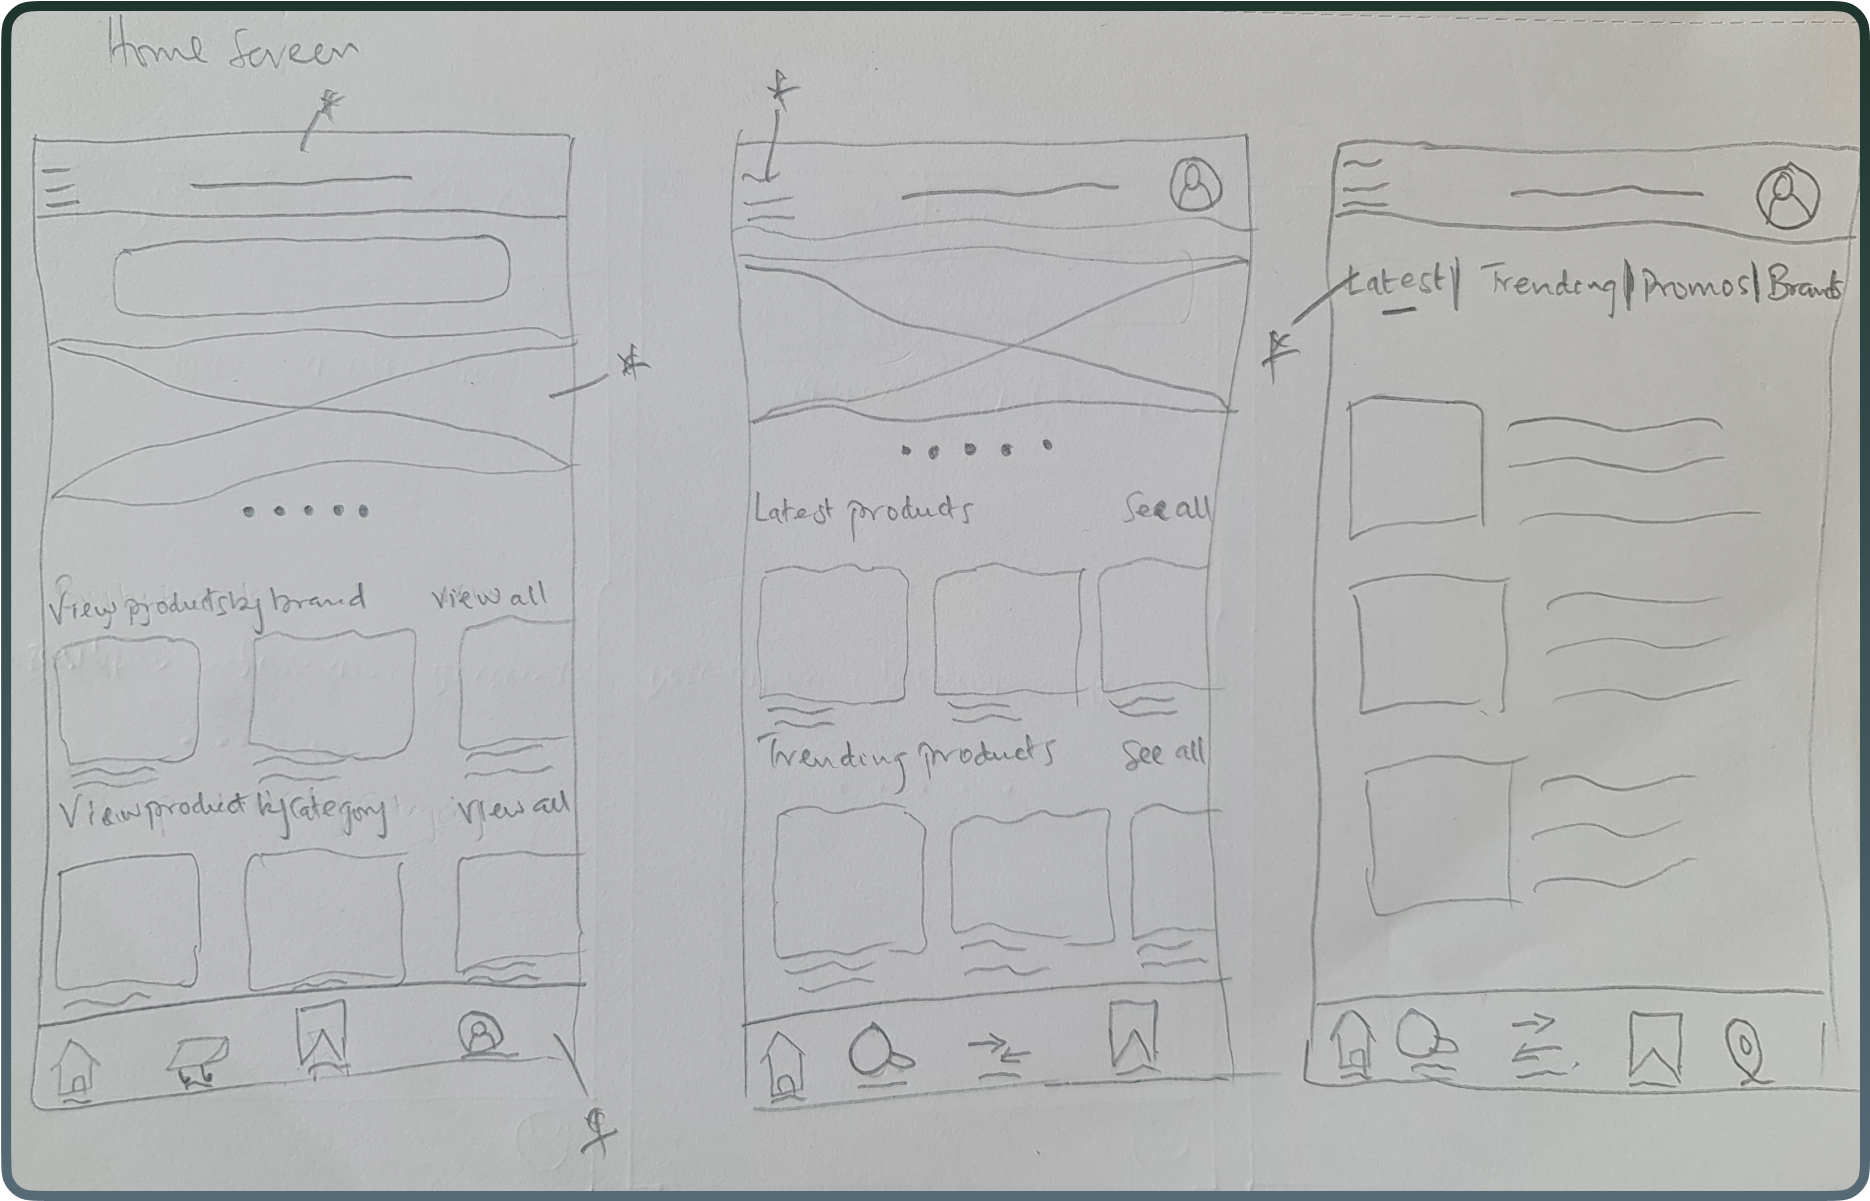 Home Screen
View products by brand View all
View product by Category View all
Latest products See all
Trending products See all
Latest | Trending | Promos | Brands